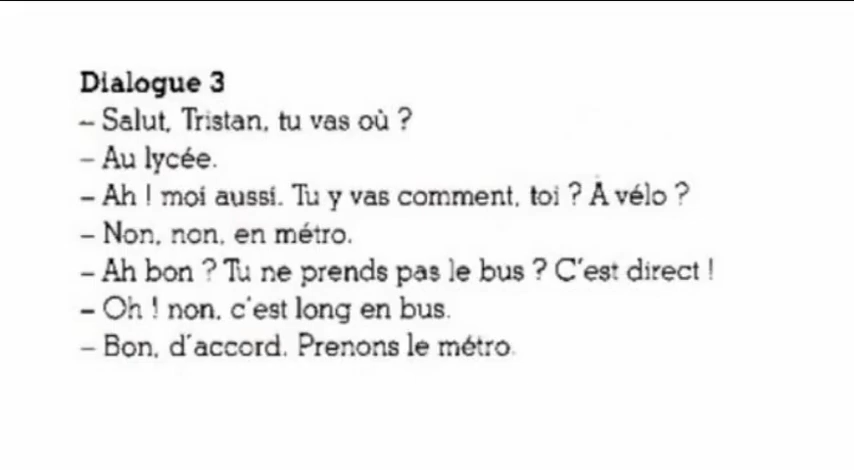 Dialogue 3
– Salut, Tristan, tu vas où ?
– Au lycée.
– Ah ! moi aussi. Tu y vas comment, toi ? À vélo ?
– Non, non, en métro.
– Ah bon ? Tu ne prends pas le bus ? C'est direct !
– Oh ! non, c'est long en bus.
– Bon, d'accord. Prenons le métro.